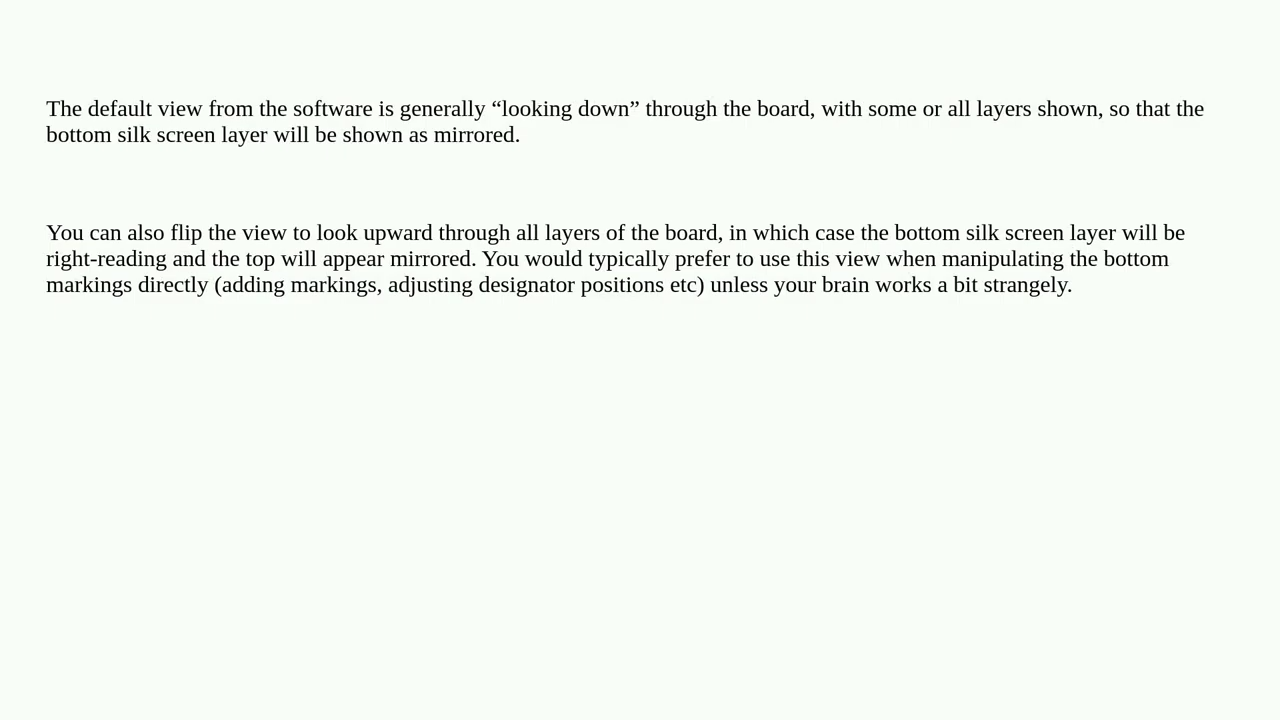 The default view from the software is generally “looking down” through the board, with some or all layers shown, so that the
bottom silk screen layer will be shown as mirrored.
You can also flip the view to look upward through all layers of the board, in which case the bottom silk screen layer will be
right-reading and the top will appear mirrored. You would typically prefer to use this view when manipulating the bottom
markings directly (adding markings, adjusting designator positions etc) unless your brain works a bit strangely.